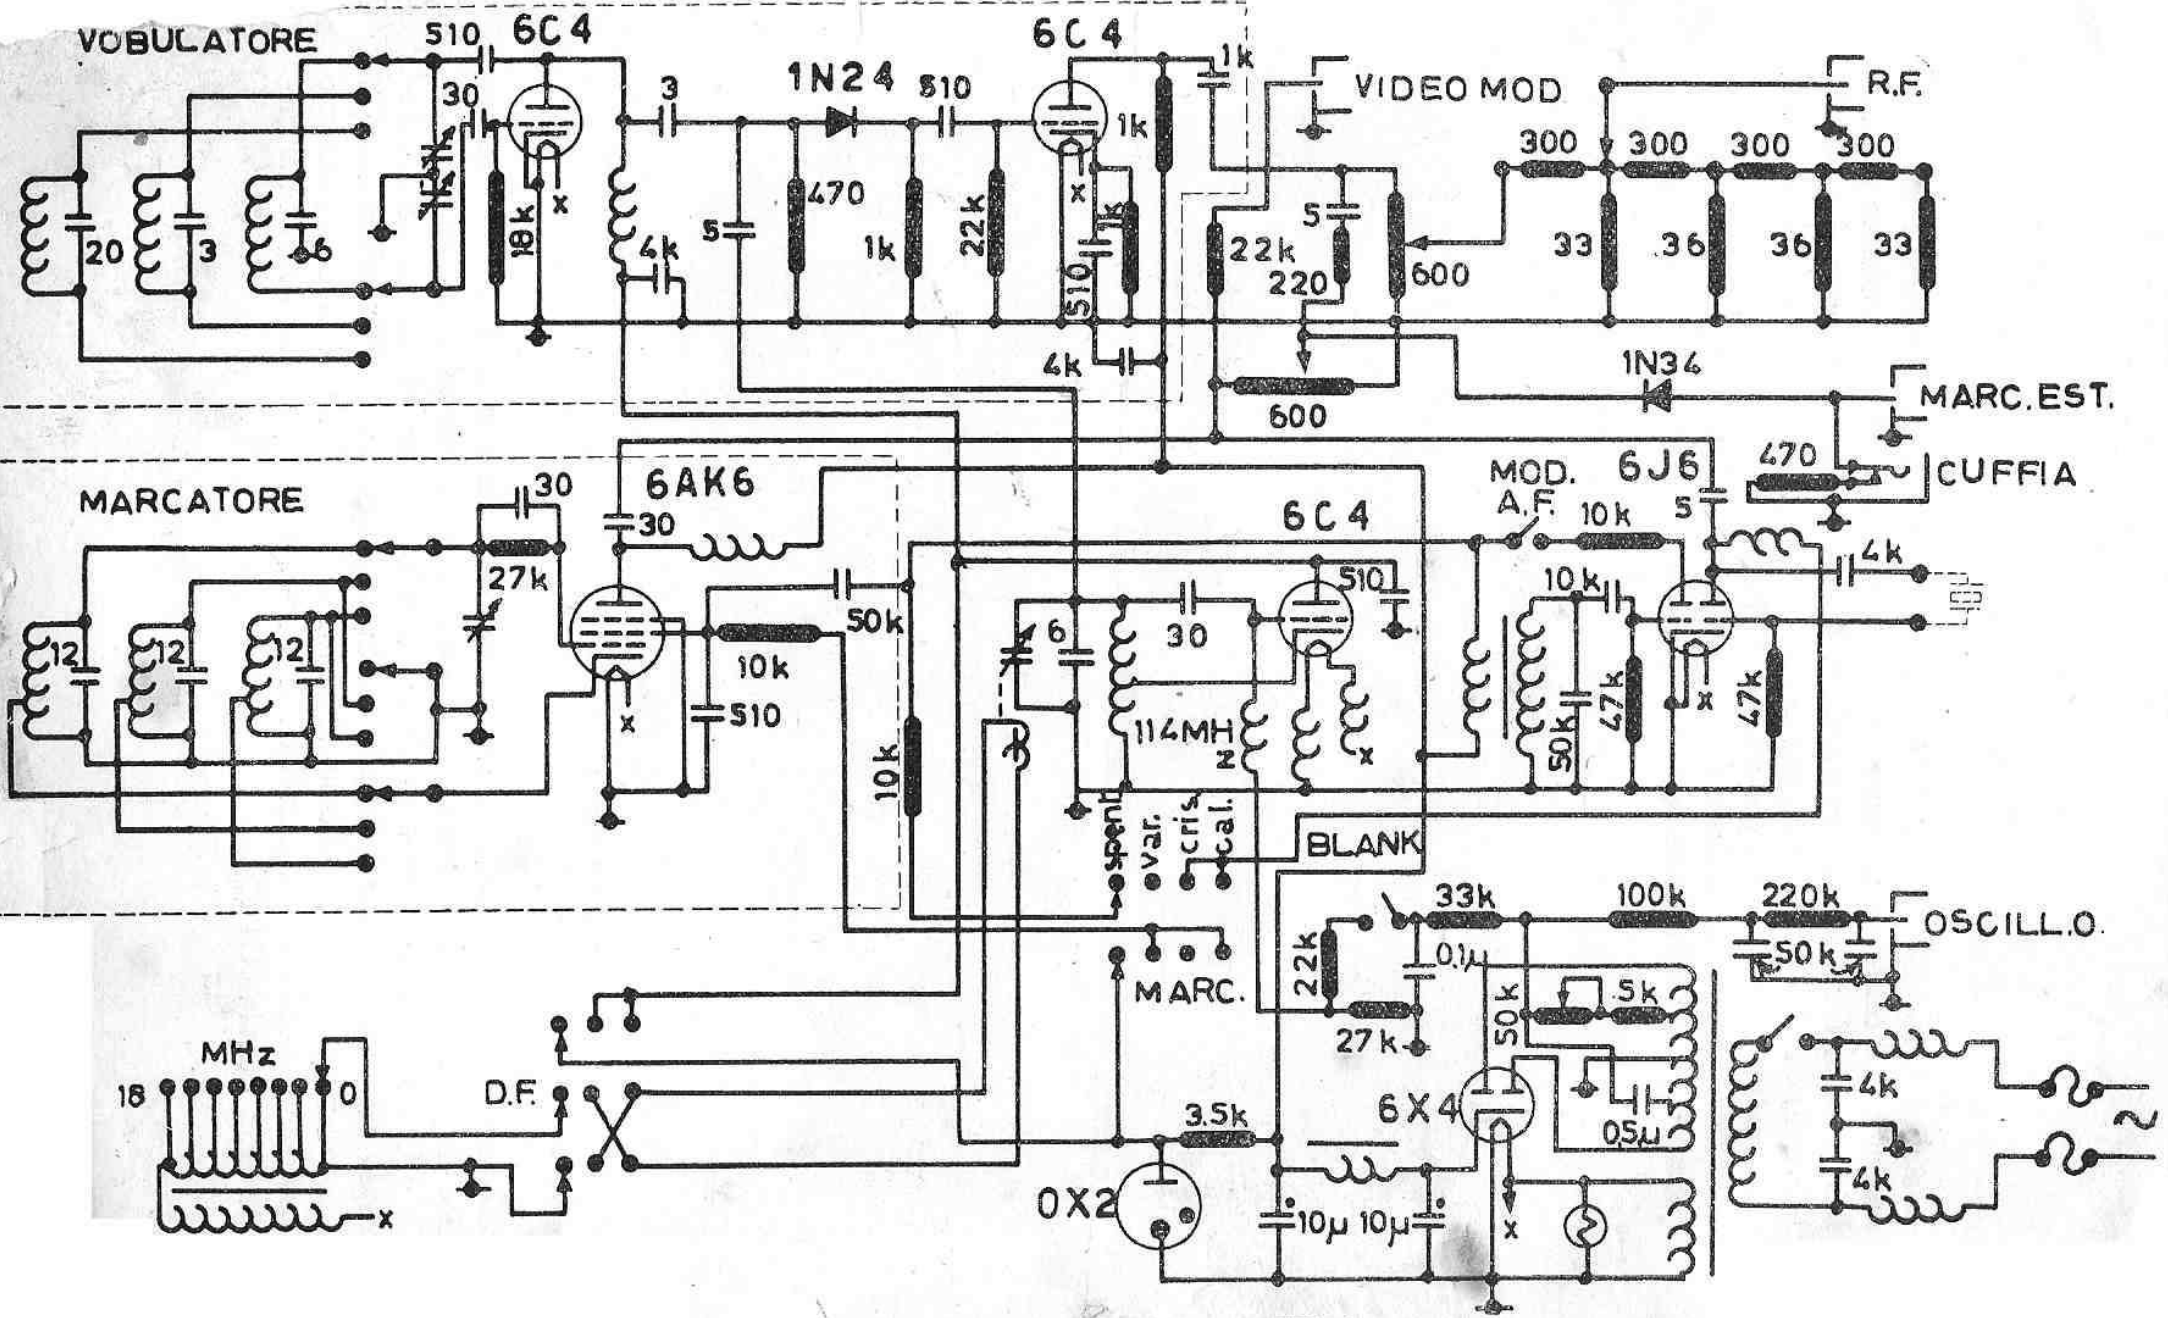 VOBULATORE
510
6C4
6C4
1k
VIDEO MOD
R.F.
30
3
1N24
510
1k
300
300
300
300
20
3
6
18k
x
4k
5
470
1k
22k
x
1k
510
22k
5
220
600
33
36
36
33
4k
600
1N34
MARC. EST.
MARCATORE
30
6AK6
30
MOD.
A.F.
6J6
470
CUFFIA
5
10k
6C4
27k
50k
510
4k
10k
12
12
12
10k
x
510
6
30
114MHz
x
50k
47k
x
47k
10k
spent.
var.
cris.
cal.
BLANK
33k
100k
220k
OSCILL.O.
22k
0.1µ
50k
MARC.
27k
50k
.5k
MHz
18
0
D.F.
3.5k
6X4
0.5µ
4k
~
4k
OX2
10µ
10µ
x
x